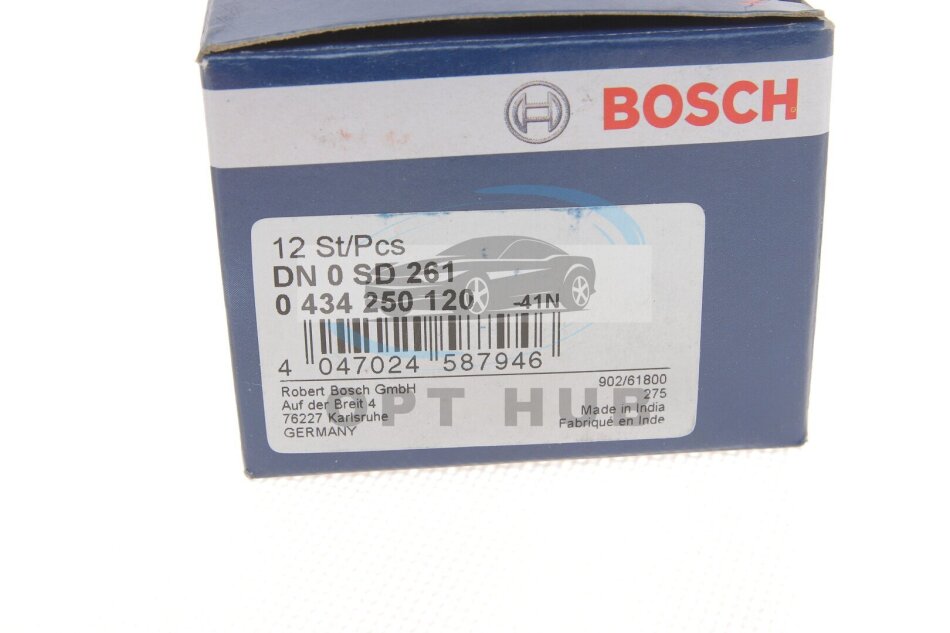 BOSCH
12 St/Pcs
DN 0 SD 261
0 434 250 120 -41N
4 047024 587946
Robert Bosch GmbH
Auf der Breit 4
76227 Karlsruhe
GERMANY
902/61800
275
Made in India
Fabriqué en Inde
OPT HUB